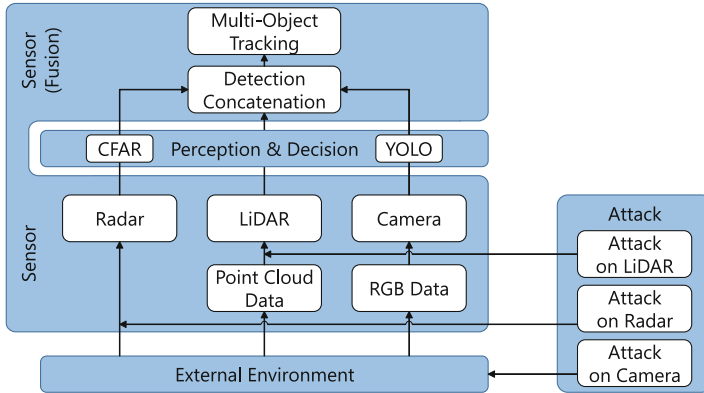 Sensor
(Fusion)
Multi-Object
Tracking
Detection
Concatenation
CFAR
Perception & Decision
YOLO
Sensor
Radar
LiDAR
Camera
Point Cloud
Data
RGB Data
External Environment
Attack
Attack
on LiDAR
Attack
on Radar
Attack
on Camera